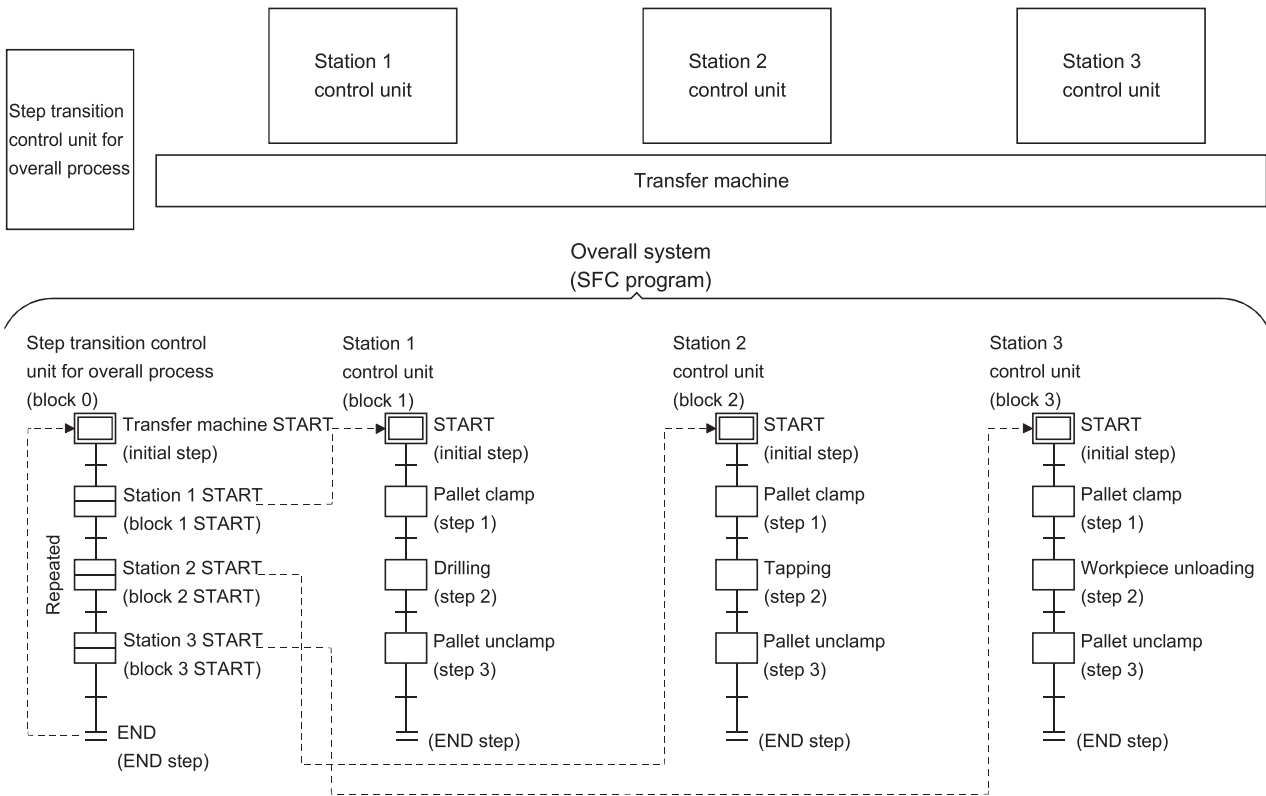 Station 1
control unit
Station 2
control unit
Station 3
control unit
Step transition
control unit for
overall process
Transfer machine
Overall system
(SFC program)
Step transition control
unit for overall process
(block 0)
Transfer machine START
(initial step)
Station 1 START
(block 1 START)
Station 2 START
(block 2 START)
Station 3 START
(block 3 START)
END
(END step)
Repeated
Station 1
control unit
(block 1)
START
(initial step)
Pallet clamp
(step 1)
Drilling
(step 2)
Pallet unclamp
(step 3)
(END step)
Station 2
control unit
(block 2)
START
(initial step)
Pallet clamp
(step 1)
Tapping
(step 2)
Pallet unclamp
(step 3)
(END step)
Station 3
control unit
(block 3)
START
(initial step)
Pallet clamp
(step 1)
Workpiece unloading
(step 2)
Pallet unclamp
(step 3)
(END step)